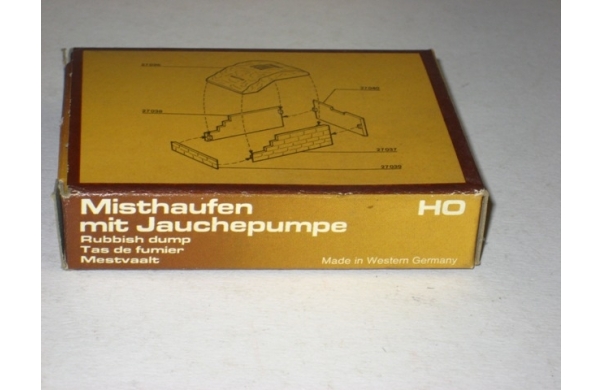 Misthaufen
mit Jauchepumpe
Rubbish dump
Tas de fumier
Mestvaalt
HO
Made in Western Germany